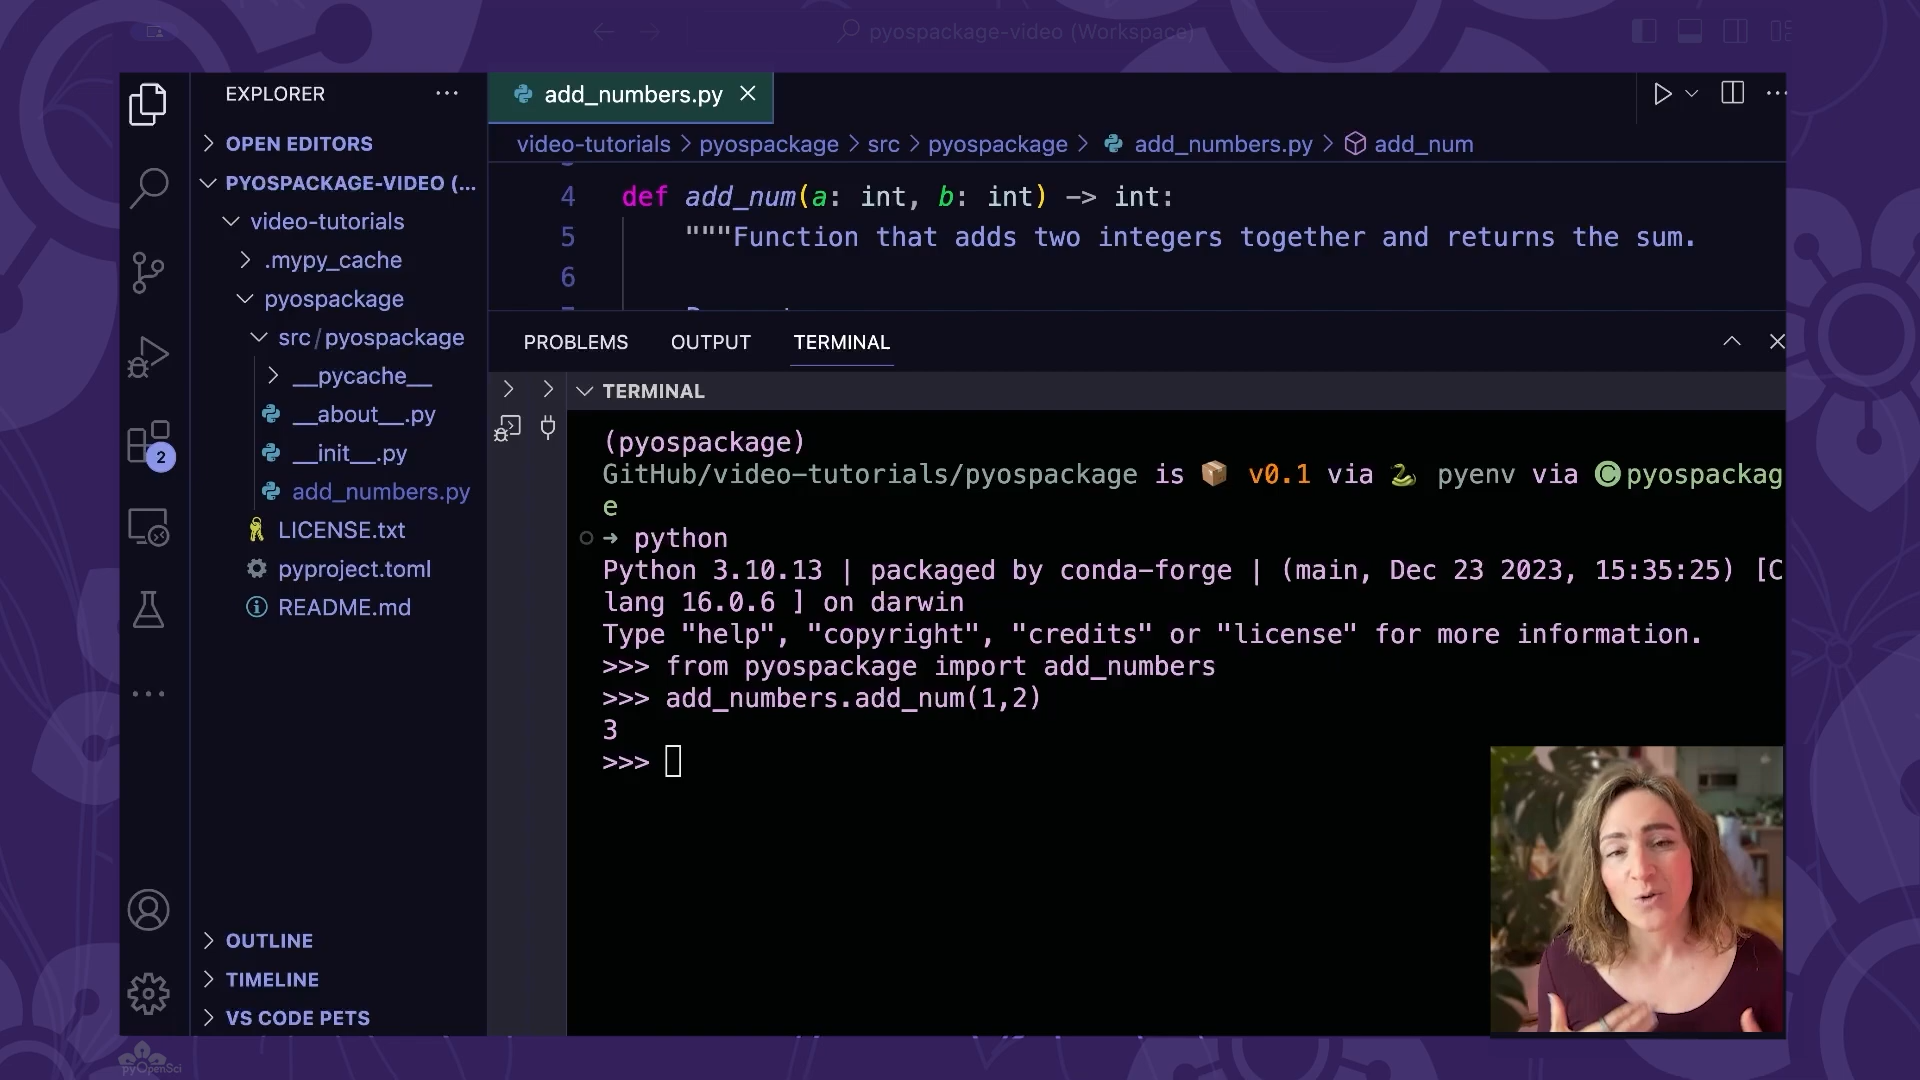 pyospackage-video (Workspace)
EXPLORER
OPEN EDITORS
PYOSPACKAGE-VIDEO (...
video-tutorials
.mypy_cache
pyospackage
src/pyospackage
__pycache__
__about__.py
__init__.py
add_numbers.py
LICENSE.txt
pyproject.toml
README.md
2
OUTLINE
TIMELINE
VS CODE PETS
add_numbers.py
video-tutorials > pyospackage > src > pyospackage > add_numbers.py > add_num
4 def add_num(a: int, b: int) -> int:
5 """Function that adds two integers together and returns the sum.
6
PROBLEMS OUTPUT TERMINAL
TERMINAL
(pyospackage)
GitHub/video-tutorials/pyospackage is 📦 v0.1 via 🐍 pyenv via 🅒 pyospackag
e
➜ python
Python 3.10.13 | packaged by conda-forge | (main, Dec 23 2023, 15:35:25) [C
lang 16.0.6 ] on darwin
Type "help", "copyright", "credits" or "license" for more information.
>>> from pyospackage import add_numbers
>>> add_numbers.add_num(1,2)
3
>>>
pyOpenSci